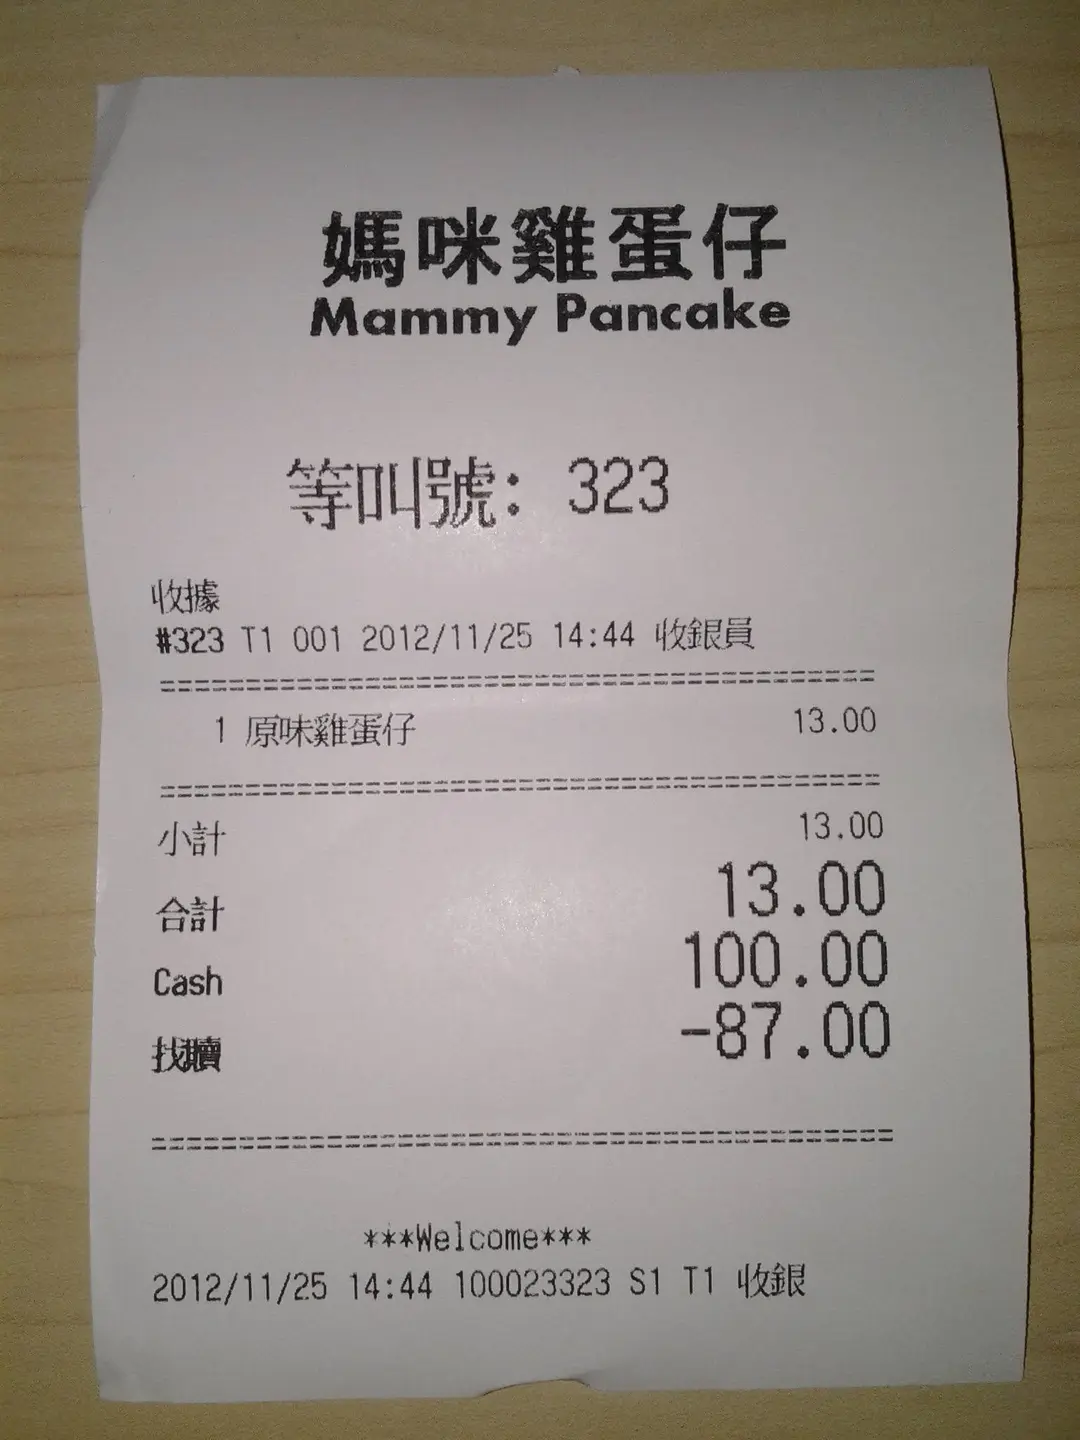 媽咪雞蛋仔
Mammy Pancake
等叫號: 323
收據
#323 T1 001 2012/11/25 14:44 收銀員
1 原味雞蛋仔 13.00
小計 13.00
合計 13.00
Cash 100.00
找贖 -87.00
***Welcome***
2012/11/25 14:44 100023323 S1 T1 收銀